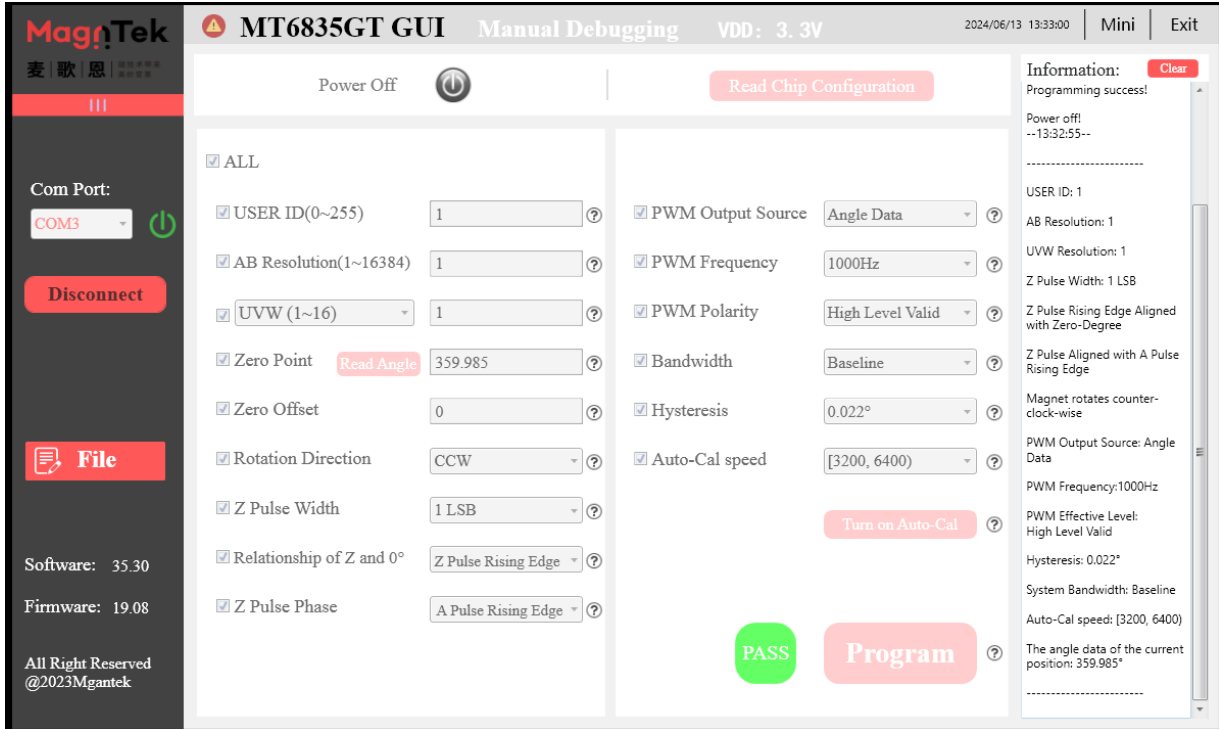 MagnTek
麦 歌 恩
MT6835GT GUI
Manual Debugging
VDD: 3.3V
2024/06/13 13:33:00
Mini
Exit
Power Off
Read Chip Configuration
Com Port:
COM3
Disconnect
File
Software: 35.30
Firmware: 19.08
All Right Reserved
@2023Mgantek
ALL
USER ID(0~255) 1
AB Resolution(1~16384) 1
UVW (1~16) 1
Zero Point Read Angle 359.985
Zero Offset 0
Rotation Direction CCW
Z Pulse Width 1 LSB
Relationship of Z and 0° Z Pulse Rising Edge
Z Pulse Phase A Pulse Rising Edge
PWM Output Source Angle Data
PWM Frequency 1000Hz
PWM Polarity High Level Valid
Bandwidth Baseline
Hysteresis 0.022°
Auto-Cal speed [3200, 6400)
Turn on Auto-Cal
PASS
Program
Information:
Clear
Programming success!
Power off!
--13:32:55--
------------------------
USER ID: 1
AB Resolution: 1
UVW Resolution: 1
Z Pulse Width: 1 LSB
Z Pulse Rising Edge Aligned
with Zero-Degree
Z Pulse Aligned with A Pulse
Rising Edge
Magnet rotates counter-
clock-wise
PWM Output Source: Angle
Data
PWM Frequency:1000Hz
PWM Effective Level:
High Level Valid
Hysteresis: 0.022°
System Bandwidth: Baseline
Auto-Cal speed: [3200, 6400)
The angle data of the current
position: 359.985°
------------------------